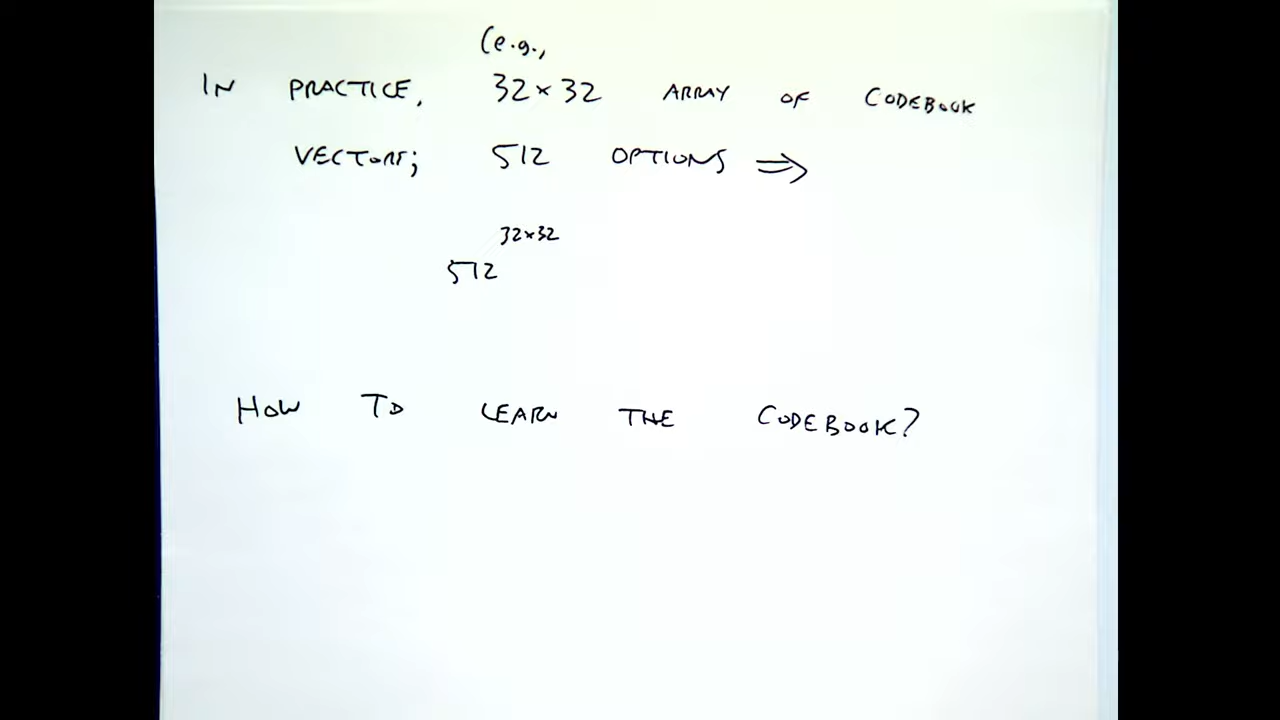 (e.g.,
IN PRACTICE, 32×32 ARRAY OF CODEBOOK
VECTORS; 512 OPTIONS ⇒
512^32×32
HOW TO LEARN THE CODEBOOK?